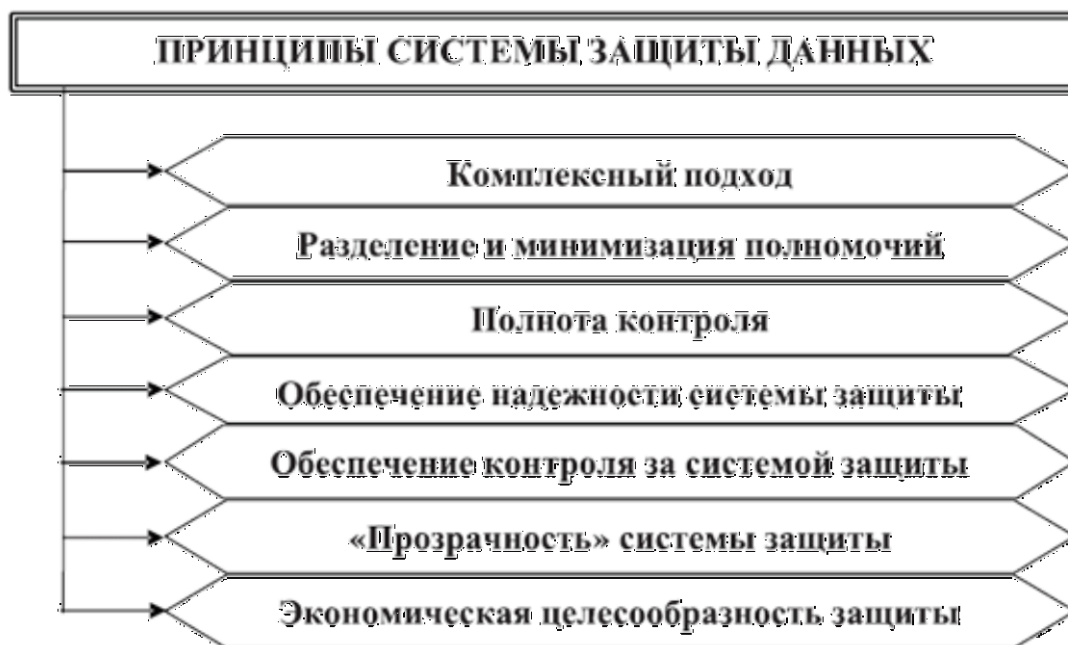 ПРИНЦИПЫ СИСТЕМЫ ЗАЩИТЫ ДАННЫХ
Комплексный подход
Разделение и минимизация полномочий
Полнота контроля
Обеспечение надежности системы защиты
Обеспечение контроля за системой защиты
«Прозрачность» системы защиты
Экономическая целесообразность защиты